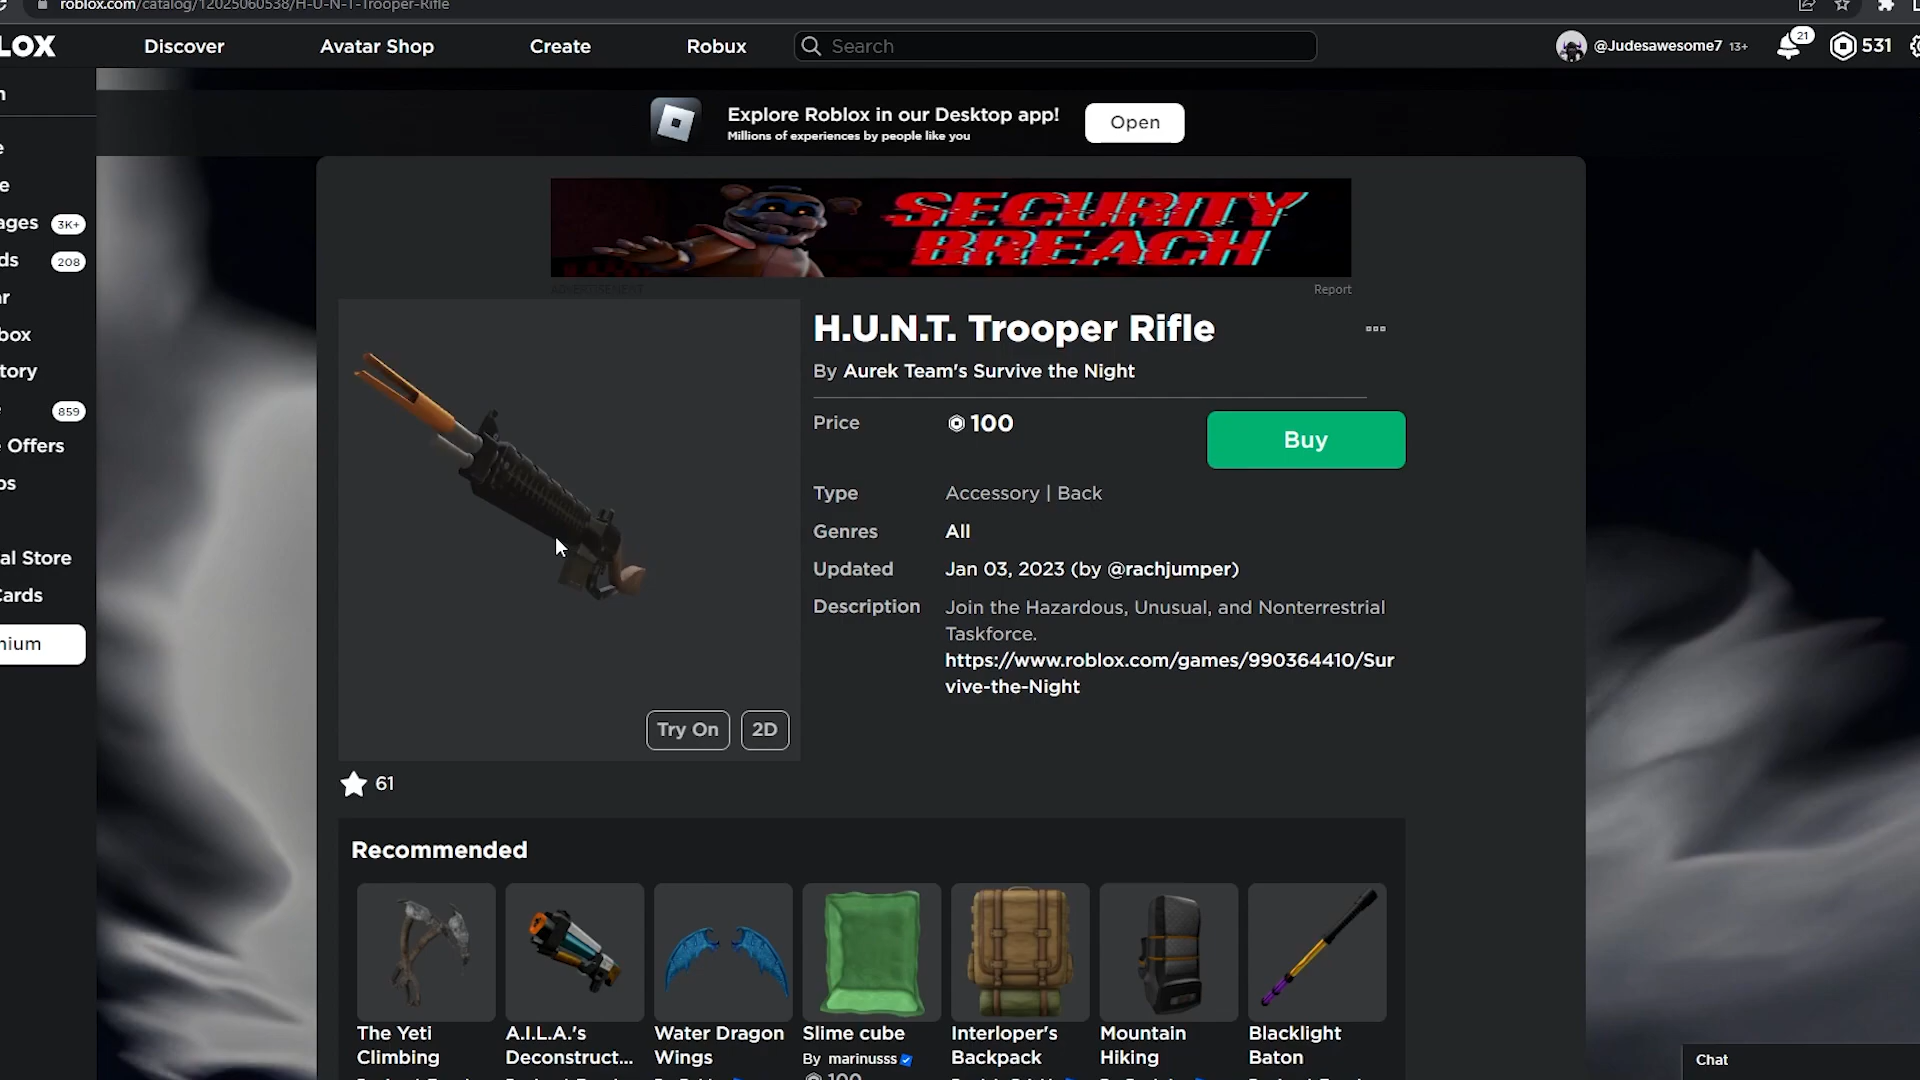 roblox.com/catalog/12025060538/H-U-N-T-Trooper-Rifle
LOX
Discover
Avatar Shop
Create
Robux
Search
@Judesawesome7 13+
21
531
Explore Roblox in our Desktop app!
Millions of experiences by people like you
Open
ages 3K+
ds 208
ar
box
tory
859
Offers
ps
al Store
Cards
nium
SECURITY
BREACH
ADVERTISEMENT
Report
H.U.N.T. Trooper Rifle
By Aurek Team's Survive the Night
Price 100
Buy
Type Accessory | Back
Genres All
Updated Jan 03, 2023 (by @rachjumper)
Description Join the Hazardous, Unusual, and Nonterrestrial
Taskforce.
https://www.roblox.com/games/990364410/Sur
vive-the-Night
Try On
2D
61
Recommended
The Yeti
Climbing
A.I.L.A.'s
Deconstruct...
Water Dragon
Wings
Slime cube
By marinusss
100
Interloper's
Backpack
Mountain
Hiking
Blacklight
Baton
Chat